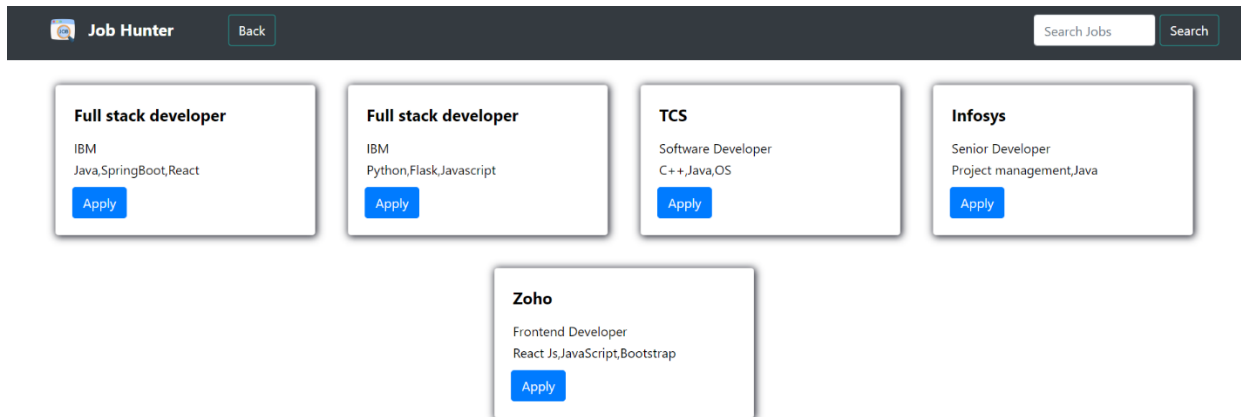 JOB
Job Hunter
Back
Search Jobs
Search
Full stack developer
IBM
Java,SpringBoot,React
Apply
Full stack developer
IBM
Python,Flask,Javascript
Apply
TCS
Software Developer
C++,Java,OS
Apply
Infosys
Senior Developer
Project management,Java
Apply
Zoho
Frontend Developer
React Js,JavaScript,Bootstrap
Apply